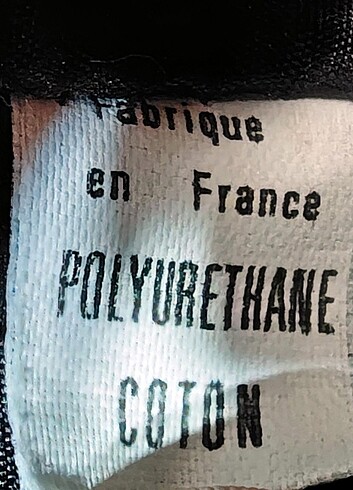 Fabrique
en France
POLYURETHANE
COTON